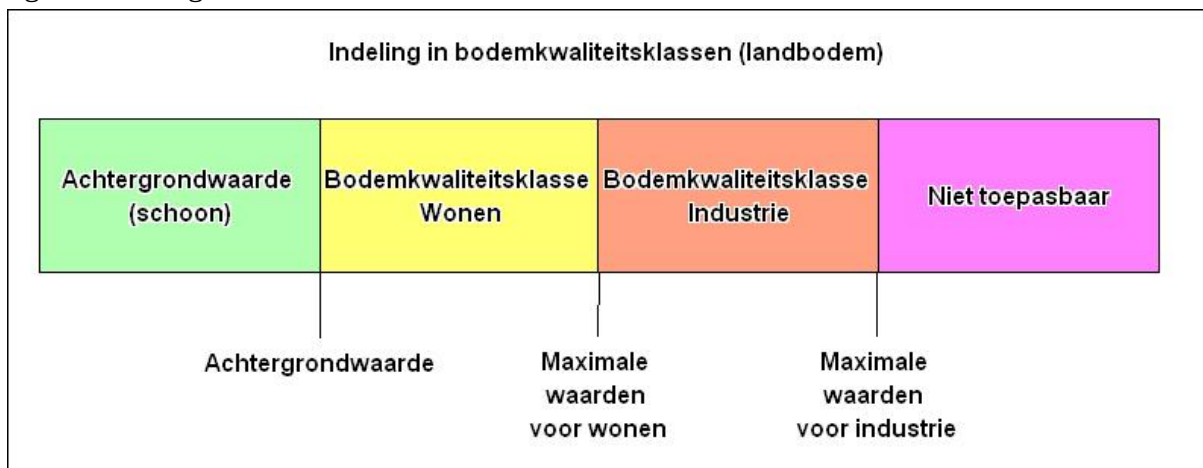 Indeling in bodemkwaliteitsklassen (landbodem)
Achtergrondwaarde
(schoon)
Bodemkwaliteitsklasse
Wonen
Bodemkwaliteitsklasse
Industrie
Niet toepasbaar
Achtergrondwaarde
Maximale
waarden
voor wonen
Maximale
waarden
voor industrie